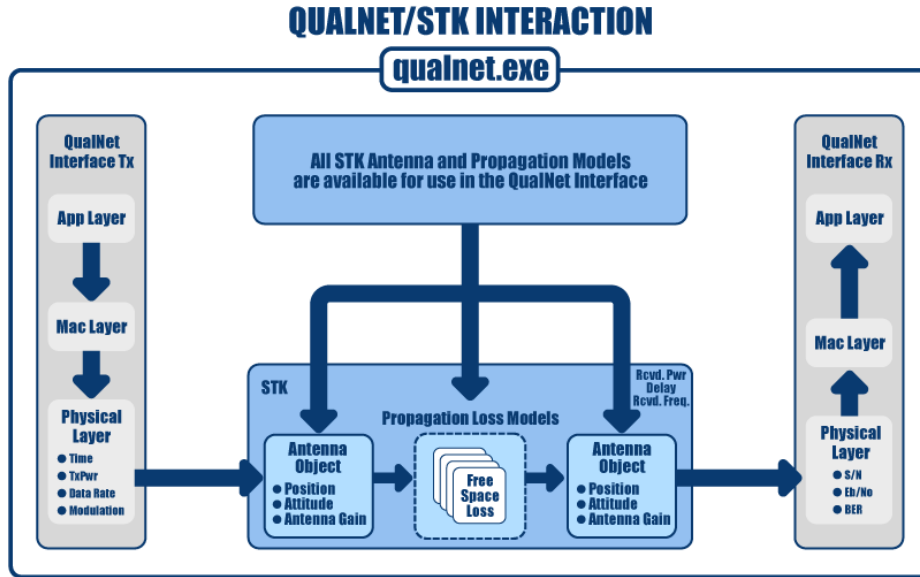 QUALNET/STK INTERACTION
qualnet.exe
QualNet
Interface Tx
App Layer
Mac Layer
Physical
Layer
● Time
● TxPwr
● Data Rate
● Modulation
All STK Antenna and Propagation Models
are available for use in the QualNet Interface
STK
Rcvd. Pwr
Delay
Rcvd. Freq.
Propagation Loss Models
Antenna
Object
● Position
● Attitude
● Antenna Gain
Free
Space
Loss
Antenna
Object
● Position
● Attitude
● Antenna Gain
QualNet
Interface Rx
App Layer
Mac Layer
Physical
Layer
● S/N
● Eb/No
● BER